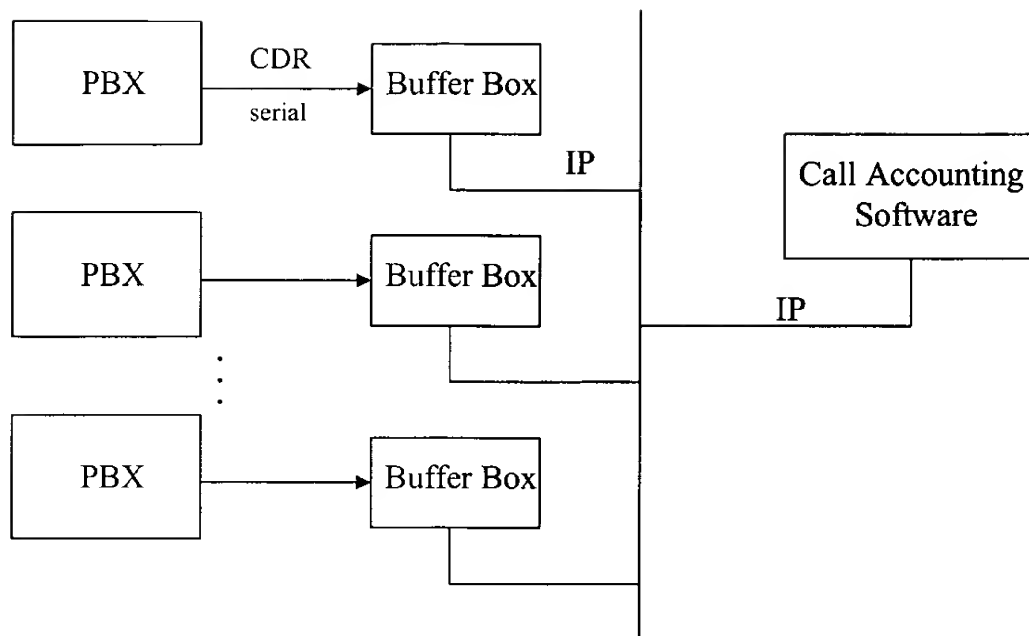 PBX
CDR
serial
Buffer Box
IP
Call Accounting
Software
PBX
Buffer Box
IP
PBX
Buffer Box